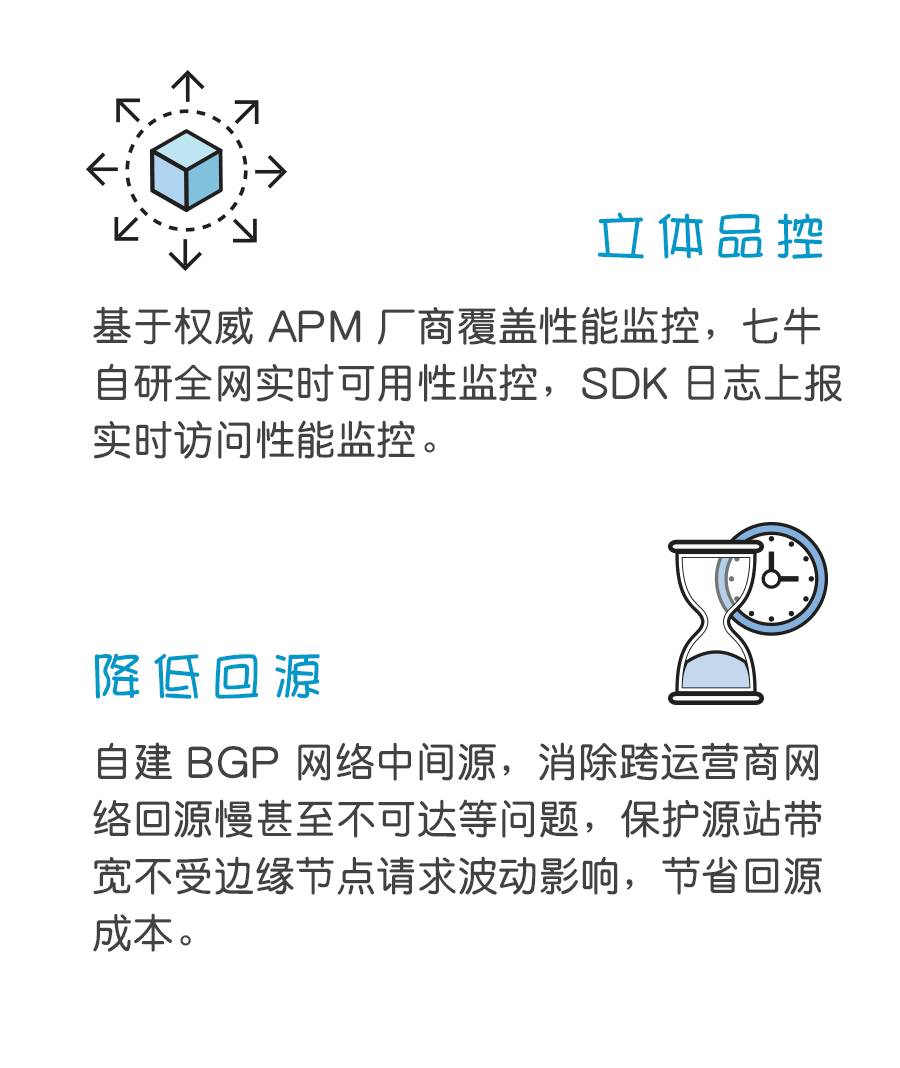 立体品控
基于权威 APM 厂商覆盖性能监控，七牛
自研全网实时可用性监控，SDK 日志上报
实时访问性能监控。
降低回源
自建 BGP 网络中间源，消除跨运营商网
络回源慢甚至不可达等问题，保护源站带
宽不受边缘节点请求波动影响，节省回源
成本。